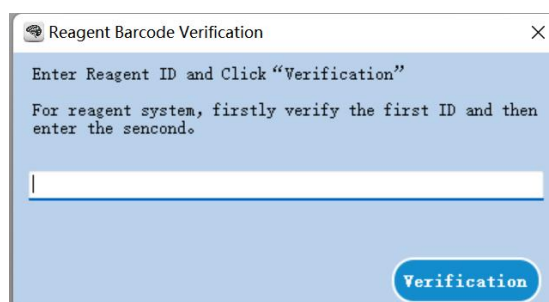 Reagent Barcode Verification
Enter Reagent ID and Click “Verification”
For reagent system, firstly verify the first ID and then
enter the sencond。
Verification